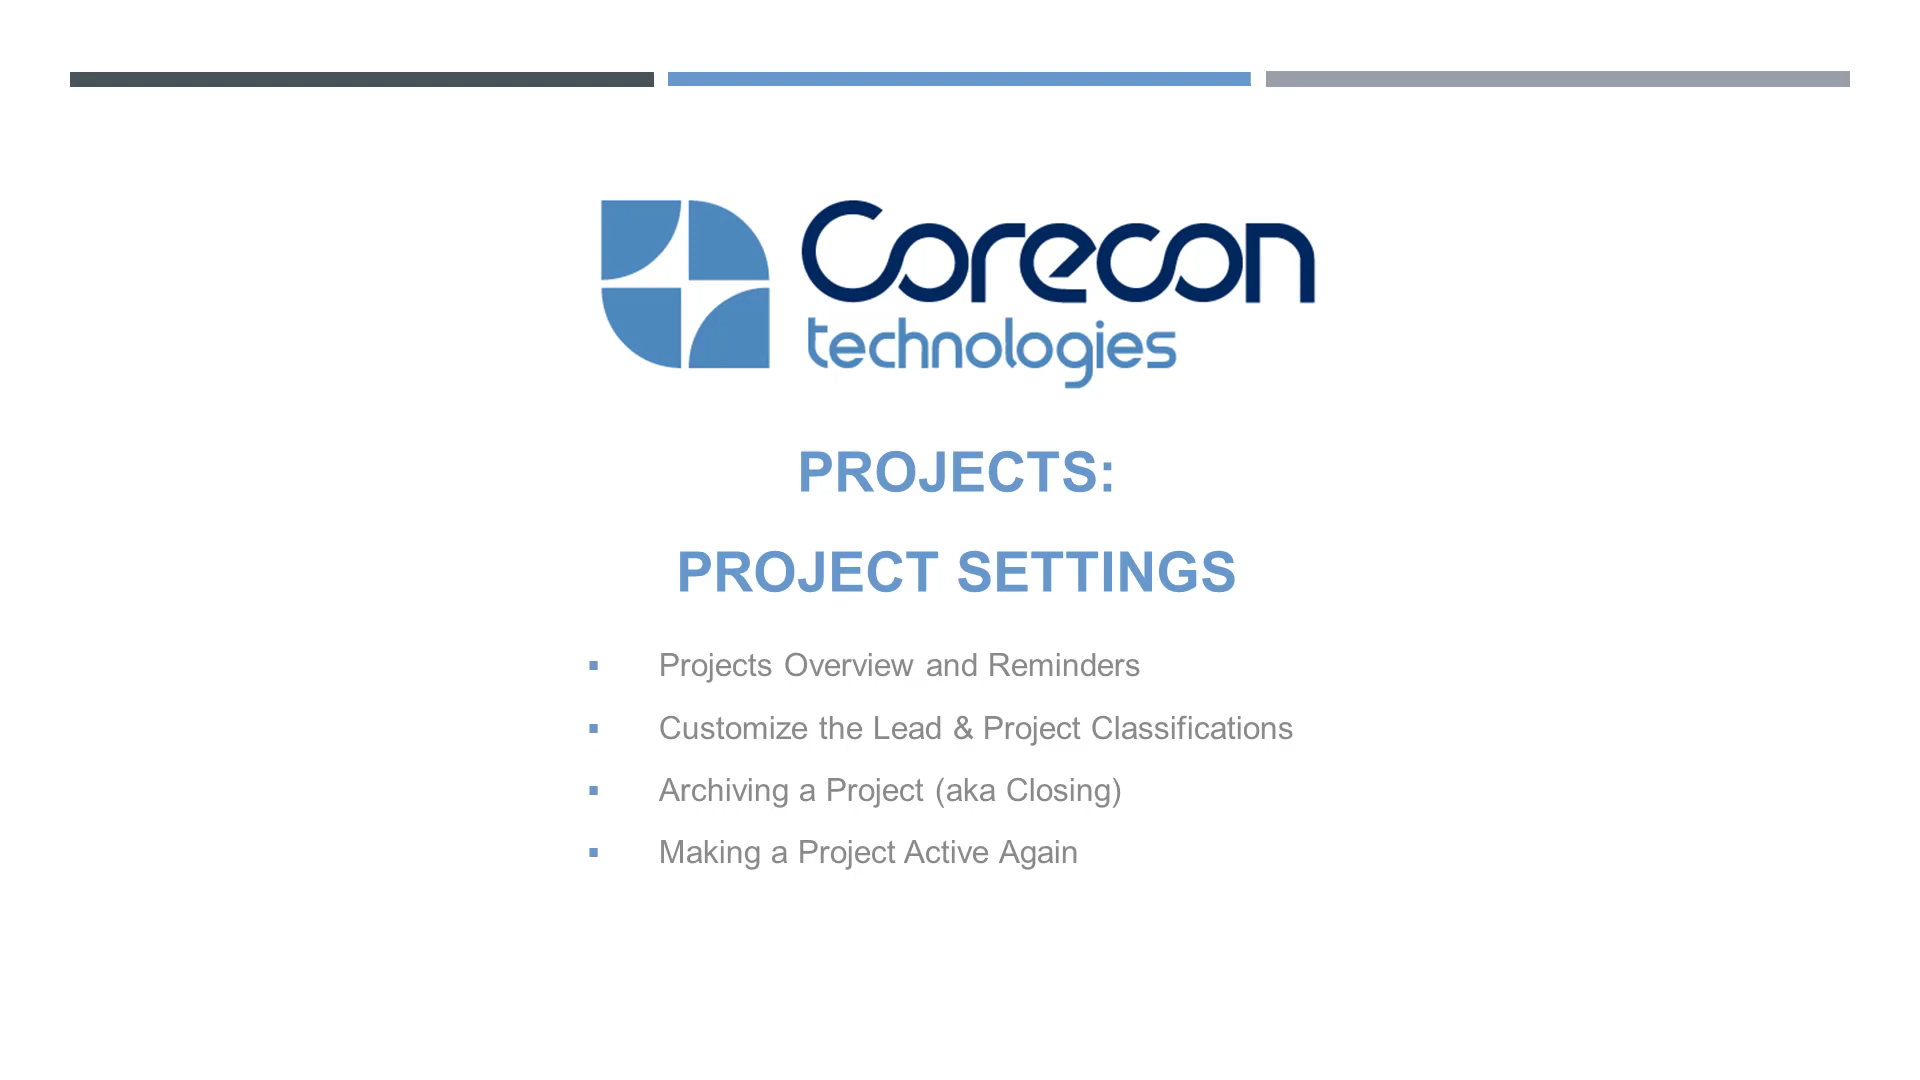 Corecon
technologies
PROJECTS:
PROJECT SETTINGS
▪ Projects Overview and Reminders
▪ Customize the Lead & Project Classifications
▪ Archiving a Project (aka Closing)
▪ Making a Project Active Again